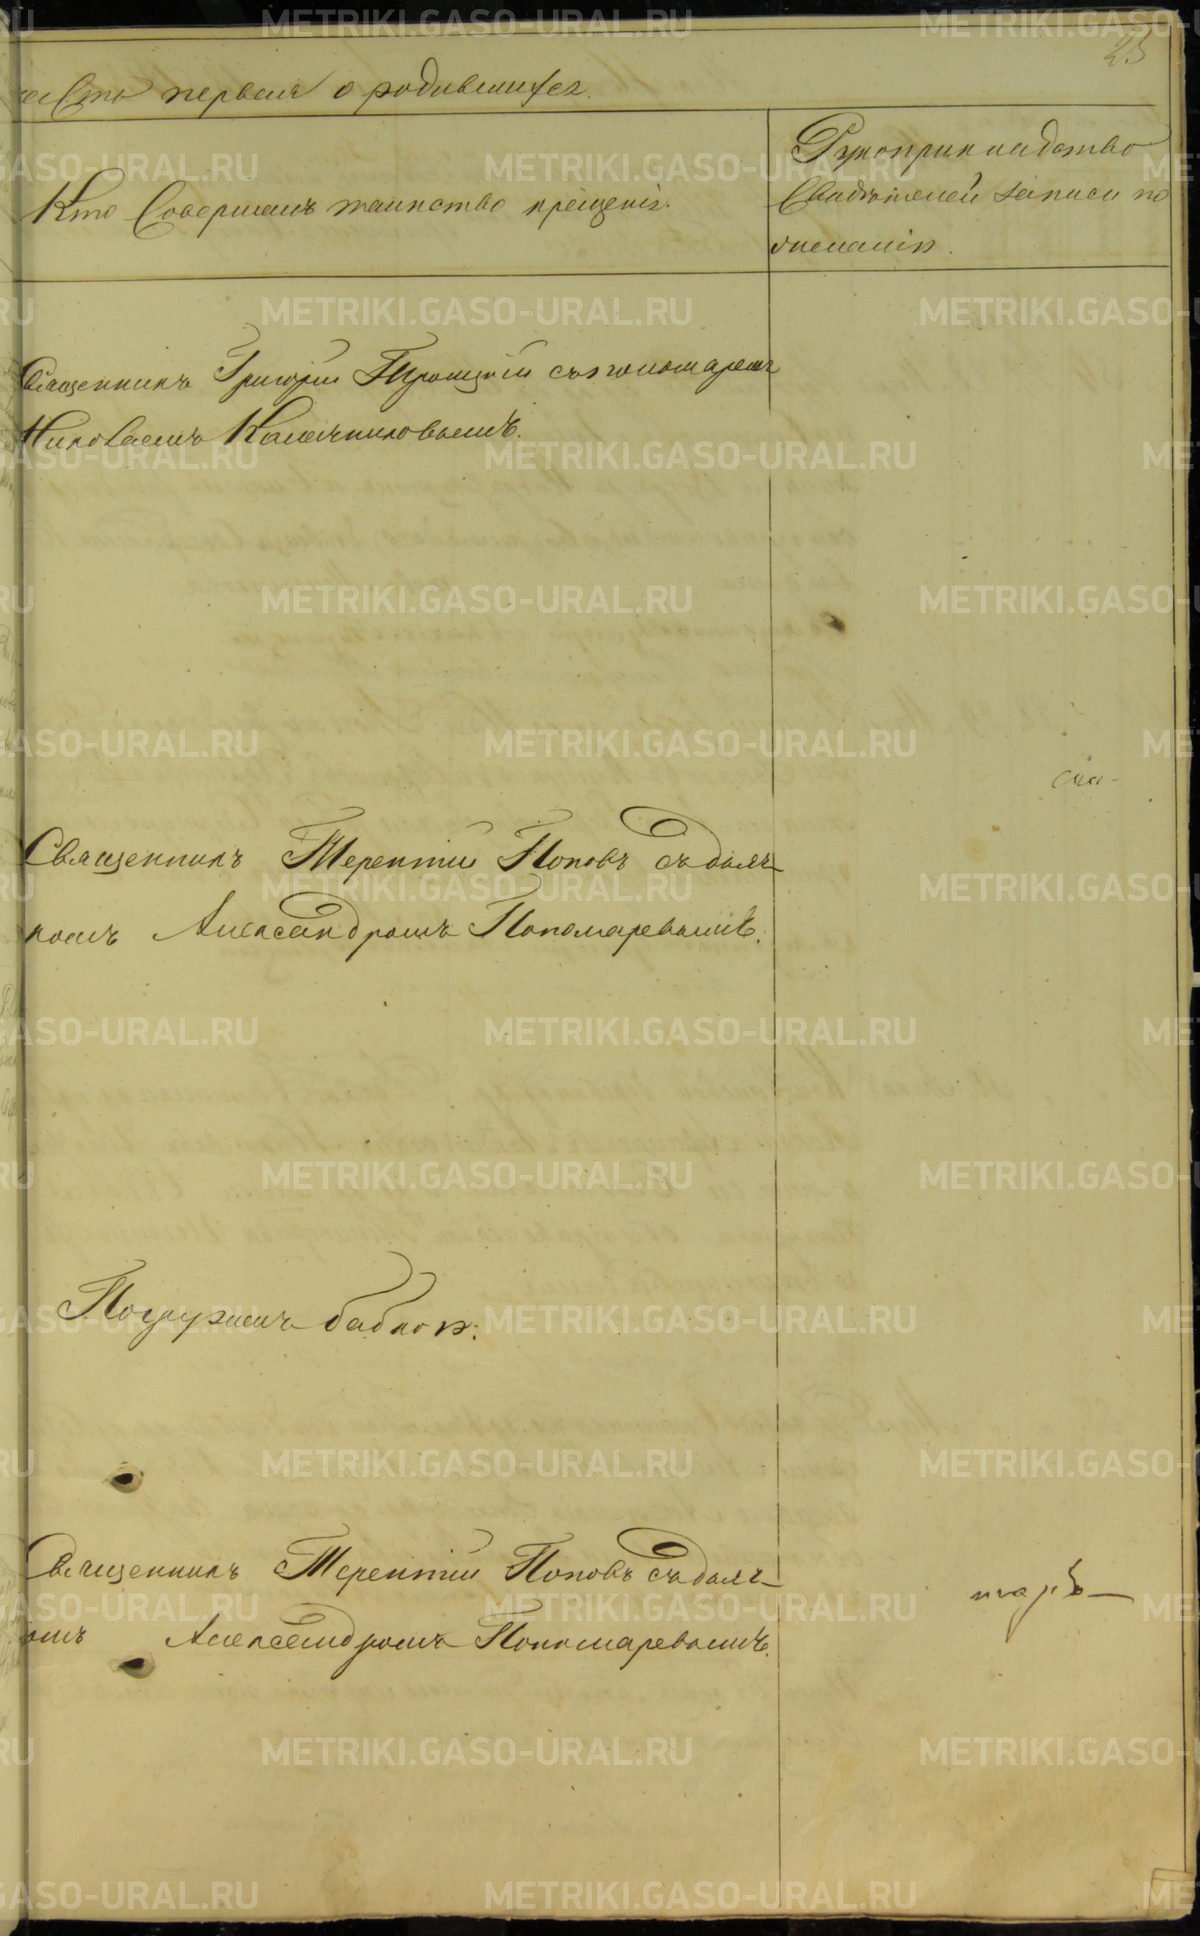 25
часть первая о родившихся.
Кто Совершалъ таинство крещенія.
Рукоприкладство
Свидѣтелей записи по
желанію.
Священникъ Григорій Троицкій съ пономаремъ
Николаемъ Калачниковымъ.
Священникъ Терентій Поповъ съ дьяч-
комъ Александромъ Пономаревымъ.
Погружалъ бабкою.
Священникъ Терентій Поповъ съ дьяч-
комъ Александромъ Пономаревымъ.
METRIKI.GASO-URAL.RU